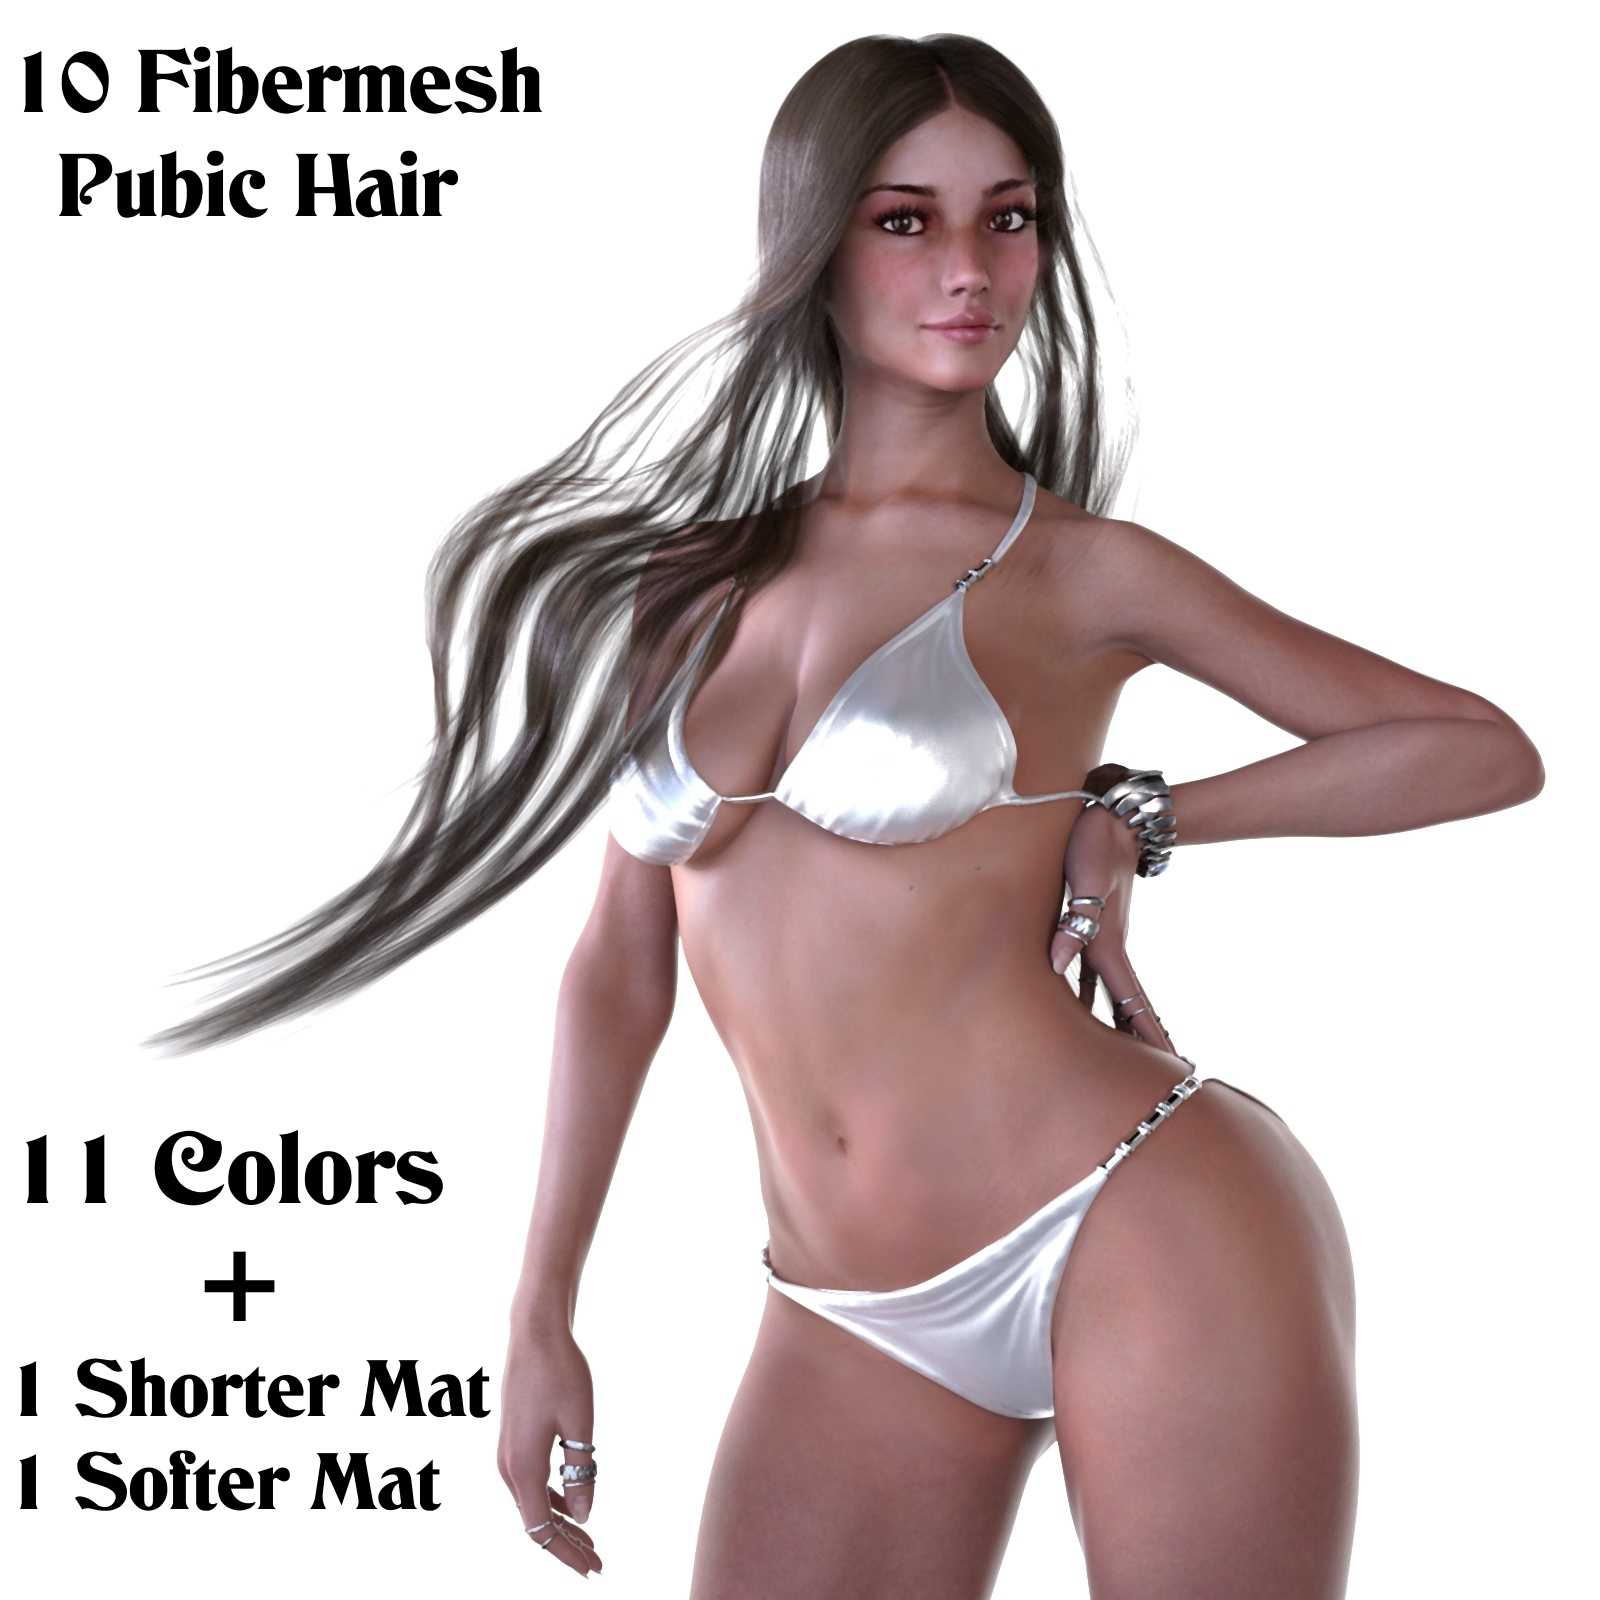 10 Fibermesh
Pubic Hair
11 Colors
+
1 Shorter Mat
1 Softer Mat